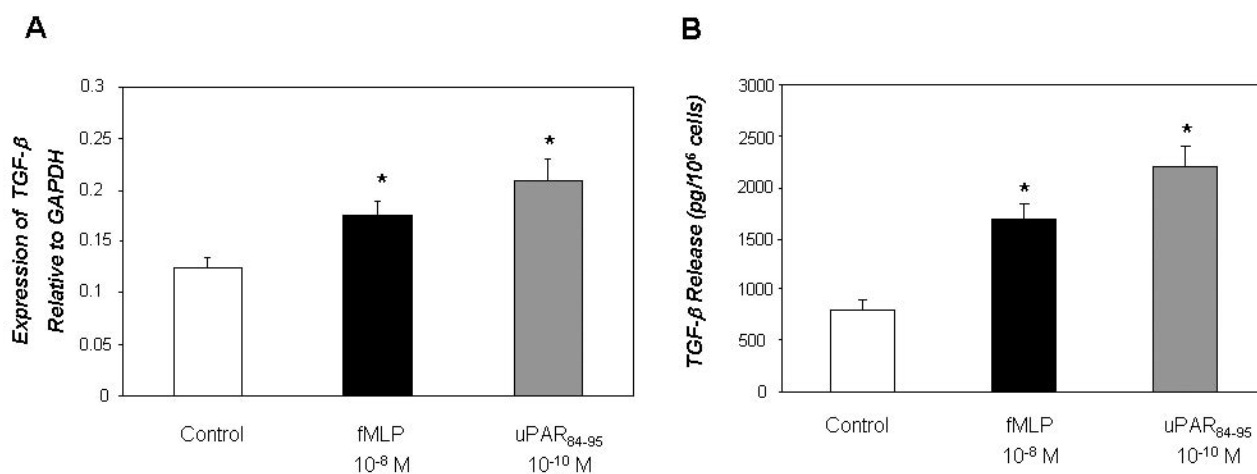 A
Expression of TGF-β
Relative to GAPDH
0.3
0.25
0.2
0.15
0.1
0.05
0
*
*
Control
fMLP
10⁻⁸ M
uPAR₈₄₋₉₅
10⁻¹⁰ M
B
TGF-β Release (pg/10⁶ cells)
3000
2500
2000
1500
1000
500
0
*
*
Control
fMLP
10⁻⁸ M
uPAR₈₄₋₉₅
10⁻¹⁰ M